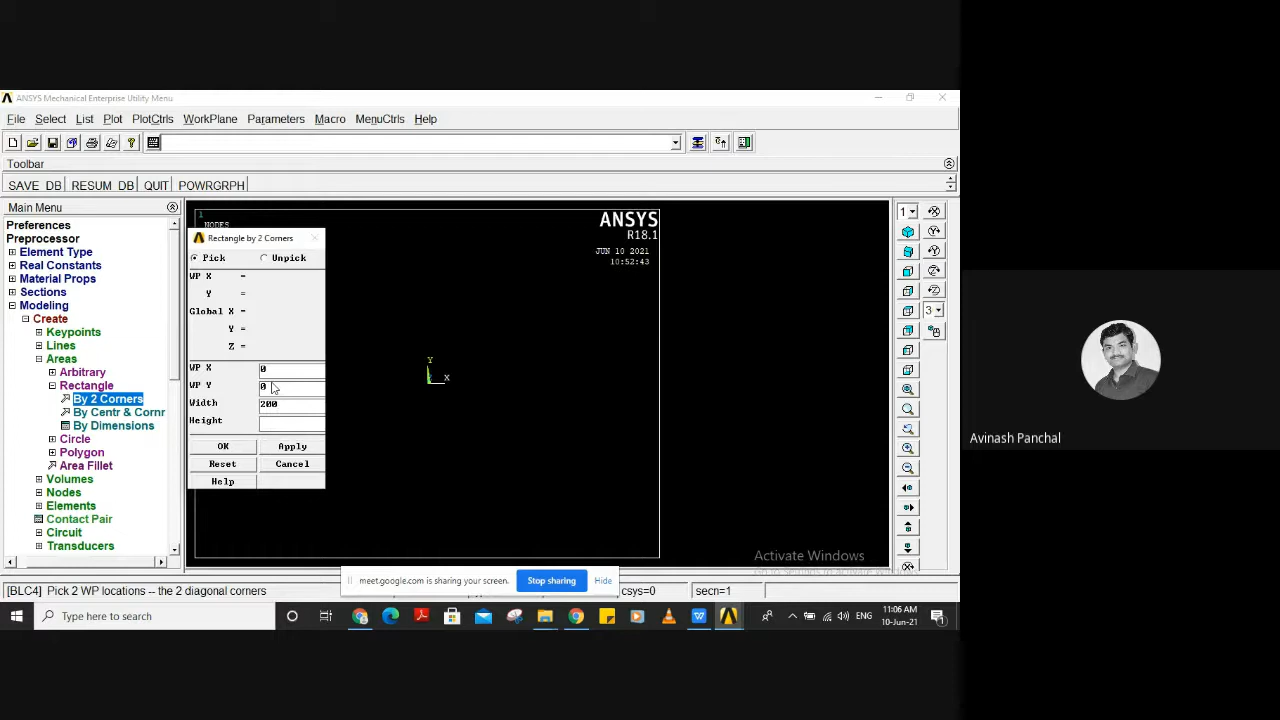 ANSYS Mechanical Enterprise Utility Menu
File Select List Plot PlotCtrls WorkPlane Parameters Macro MenuCtrls Help
Toolbar
SAVE_DB RESUM_DB QUIT POWRGRPH
Main Menu
Preferences
Preprocessor
Element Type
Real Constants
Material Props
Sections
Modeling
Create
Keypoints
Lines
Areas
Arbitrary
Rectangle
By 2 Corners
By Centr & Cornr
By Dimensions
Circle
Polygon
Area Fillet
Volumes
Nodes
Elements
Contact Pair
Circuit
Transducers
1
NODES
Rectangle by 2 Corners
Pick Unpick
WP X =
Y =
Global X =
Y =
Z =
WP X 0
WP Y 0
Width 200
Height
OK Apply
Reset Cancel
Help
ANSYS
R18.1
JUN 10 2021
10:52:43
Y
X
1
3
Activate Windows
meet.google.com is sharing your screen. Stop sharing Hide
[BLC4] Pick 2 WP locations -- the 2 diagonal corners
csys=0 secn=1
Type here to search
ENG
11:06 AM
10-Jun-21
1
Avinash Panchal